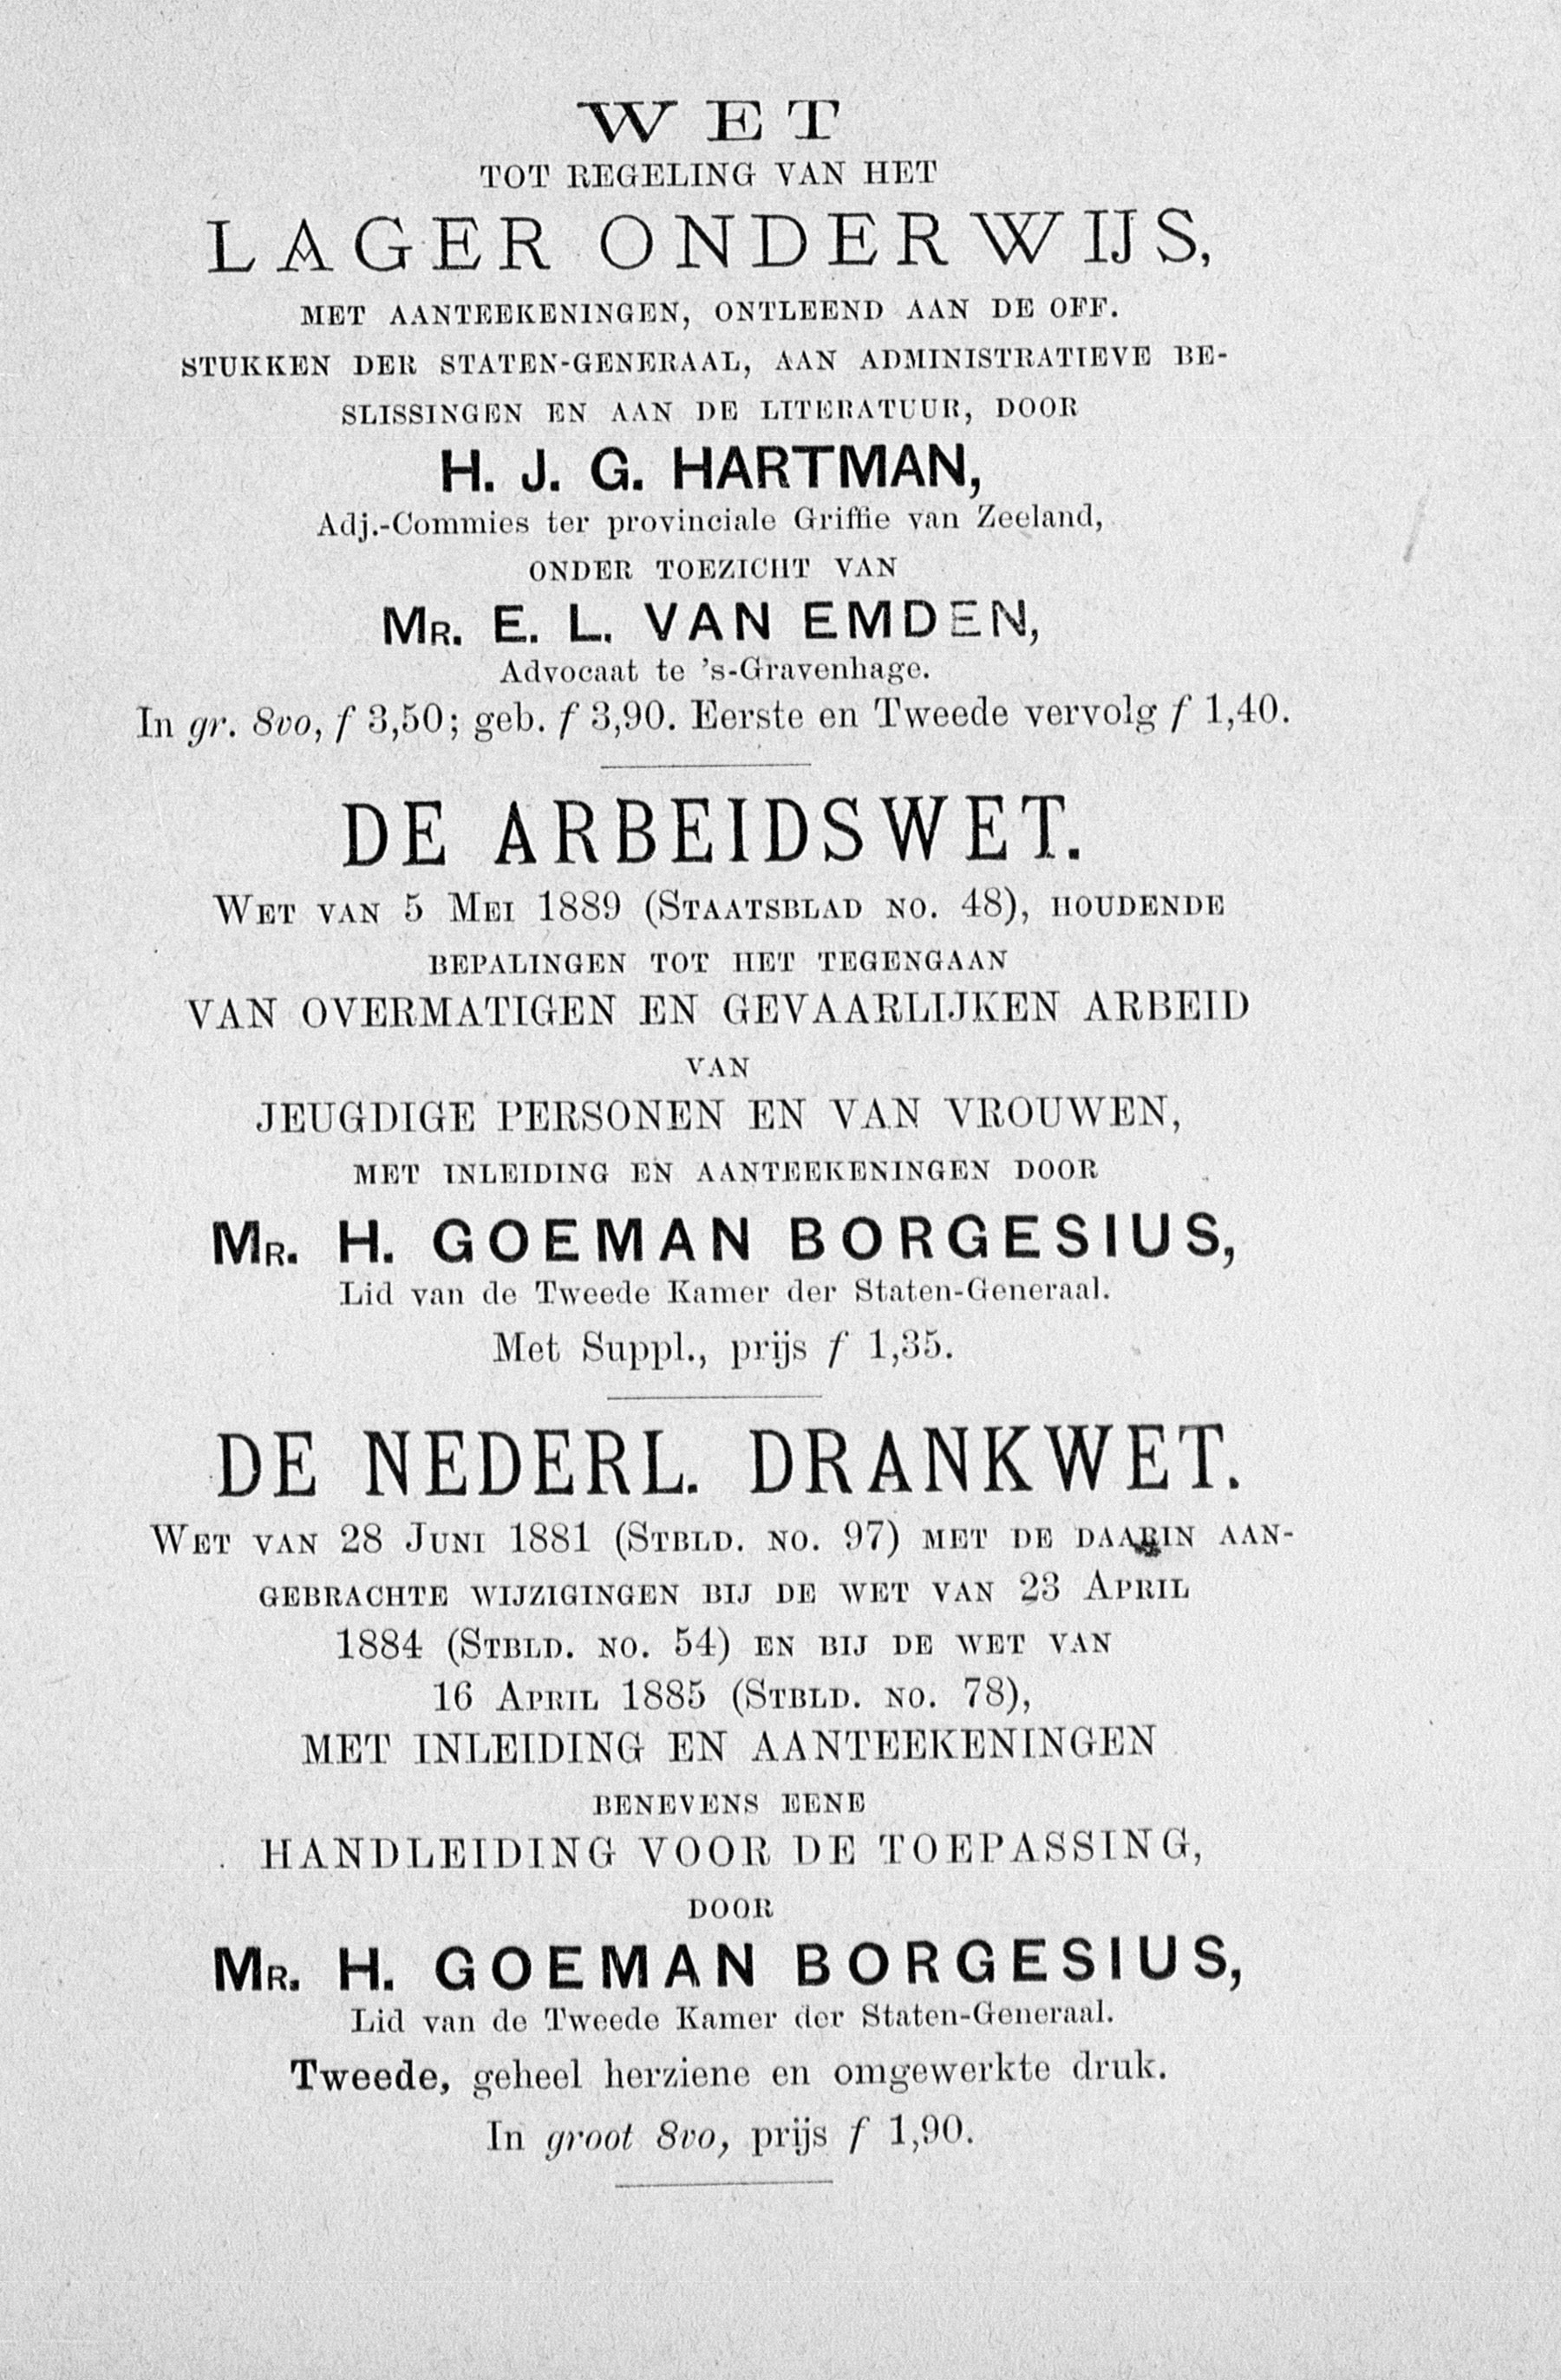 WET
TOT REGELING VAN HET
LAGER ONDERWIJS,
MET AANTEEKENINGEN, ONTLEEND AAN DE OFF.
STUKKEN DER STATEN-GENERAAL, AAN ADMINISTRATIEVE BE-
SLISSINGEN EN AAN DE LITERATUUR, DOOR
H. J. G. HARTMAN,
Adj.-Commies ter provinciale Griffie van Zeeland,
ONDER TOEZICHT VAN
MR. E. L. VAN EMDEN,
Advocaat te 's-Gravenhage.
In gr. 8vo, f 3,50; geb. f 3,90. Eerste en Tweede vervolg f 1,40.
DE ARBEIDSWET.
WET VAN 5 MEI 1889 (STAATSBLAD NO. 48), HOUDENDE
BEPALINGEN TOT HET TEGENGAAN
VAN OVERMATIGEN EN GEVAARLIJKEN ARBEID
VAN
JEUGDIGE PERSONEN EN VAN VROUWEN,
MET INLEIDING EN AANTEEKENINGEN DOOR
MR. H. GOEMAN BORGESIUS,
Lid van de Tweede Kamer der Staten-Generaal.
Met Suppl., prijs f 1,35.
DE NEDERL. DRANKWET.
WET VAN 28 JUNI 1881 (STBLD. NO. 97) MET DE DAARIN AAN-
GEBRACHTE WIJZIGINGEN BIJ DE WET VAN 23 APRIL
1884 (STBLD. NO. 54) EN BIJ DE WET VAN
16 APRIL 1885 (STBLD. NO. 78),
MET INLEIDING EN AANTEEKENINGEN
BENEVENS EENE
HANDLEIDING VOOR DE TOEPASSING,
DOOR
MR. H. GOEMAN BORGESIUS,
Lid van de Tweede Kamer der Staten-Generaal.
Tweede, geheel herziene en omgewerkte druk.
In groot 8vo, prijs f 1,90.